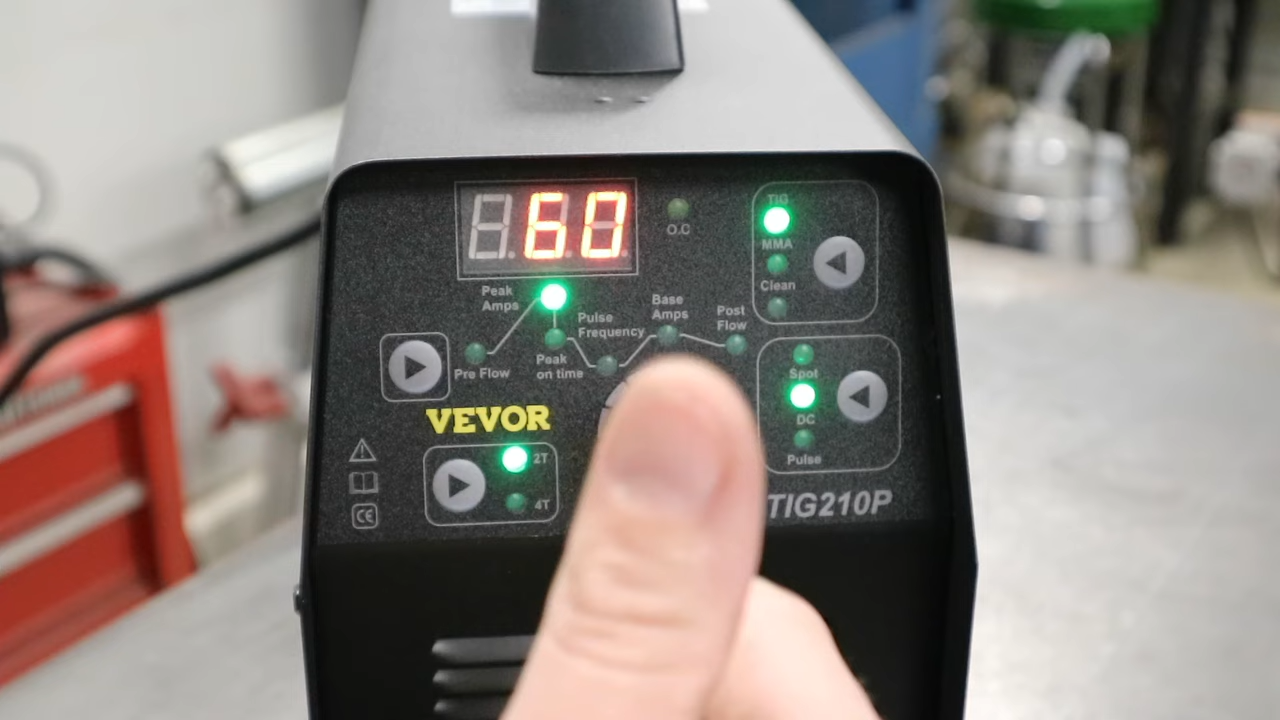 60
O.C
TIG
MMA
Clean
Peak
Amps
Pulse
Frequency
Base
Amps
Post
Flow
Pre Flow
Peak
on time
Spot
DC
Pulse
VEVOR
2T
4T
CE
TIG210P